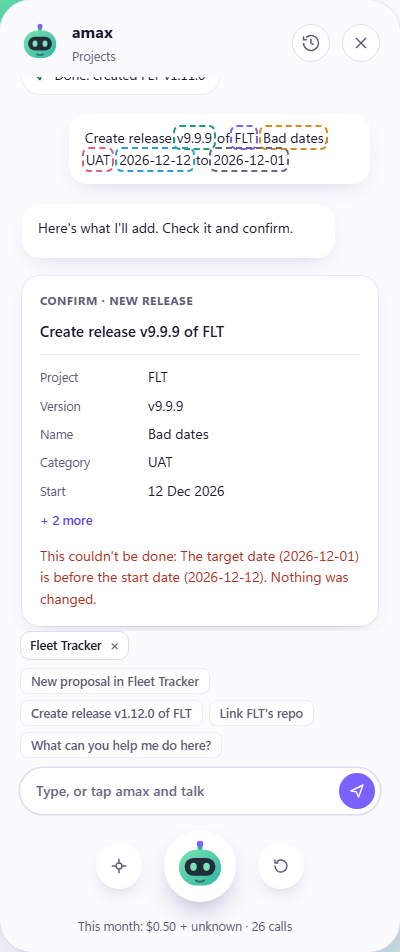 amax
Projects
Done: created FLT v1.11.0
Create release v9.9.9 of FLT Bad dates
UAT 2026-12-12 to 2026-12-01
Here's what I'll add. Check it and confirm.
CONFIRM · NEW RELEASE
Create release v9.9.9 of FLT
Project FLT
Version v9.9.9
Name Bad dates
Category UAT
Start 12 Dec 2026
+ 2 more
This couldn't be done: The target date (2026-12-01)
is before the start date (2026-12-12). Nothing was
changed.
Fleet Tracker ×
New proposal in Fleet Tracker
Create release v1.12.0 of FLT Link FLT's repo
What can you help me do here?
Type, or tap amax and talk
This month: $0.50 + unknown · 26 calls